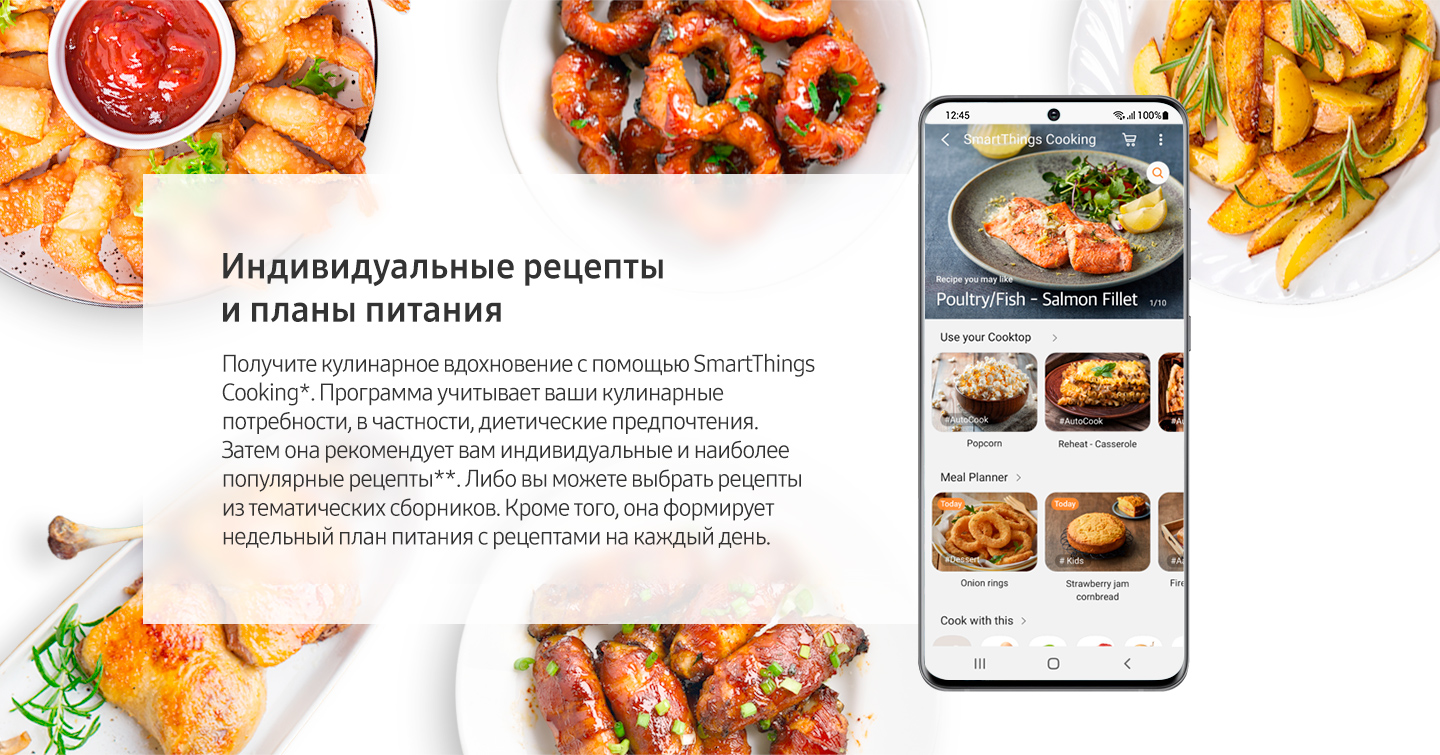 Индивидуальные рецепты
и планы питания
Получите кулинарное вдохновение с помощью SmartThings
Cooking*. Программа учитывает ваши кулинарные
потребности, в частности, диетические предпочтения.
Затем она рекомендует вам индивидуальные и наиболее
популярные рецепты**. Либо вы можете выбрать рецепты
из тематических сборников. Кроме того, она формирует
недельный план питания с рецептами на каждый день.
12:45 100%
SmartThings Cooking
Recipe you may like
Poultry/Fish - Salmon Fillet 1/10
Use your Cooktop
#AutoCook #AutoCook #Au
Popcorn Reheat - Casserole
Meal Planner
Today Today
#Dessert # Kids
Onion rings Strawberry jam Fire
cornbread
Cook with this